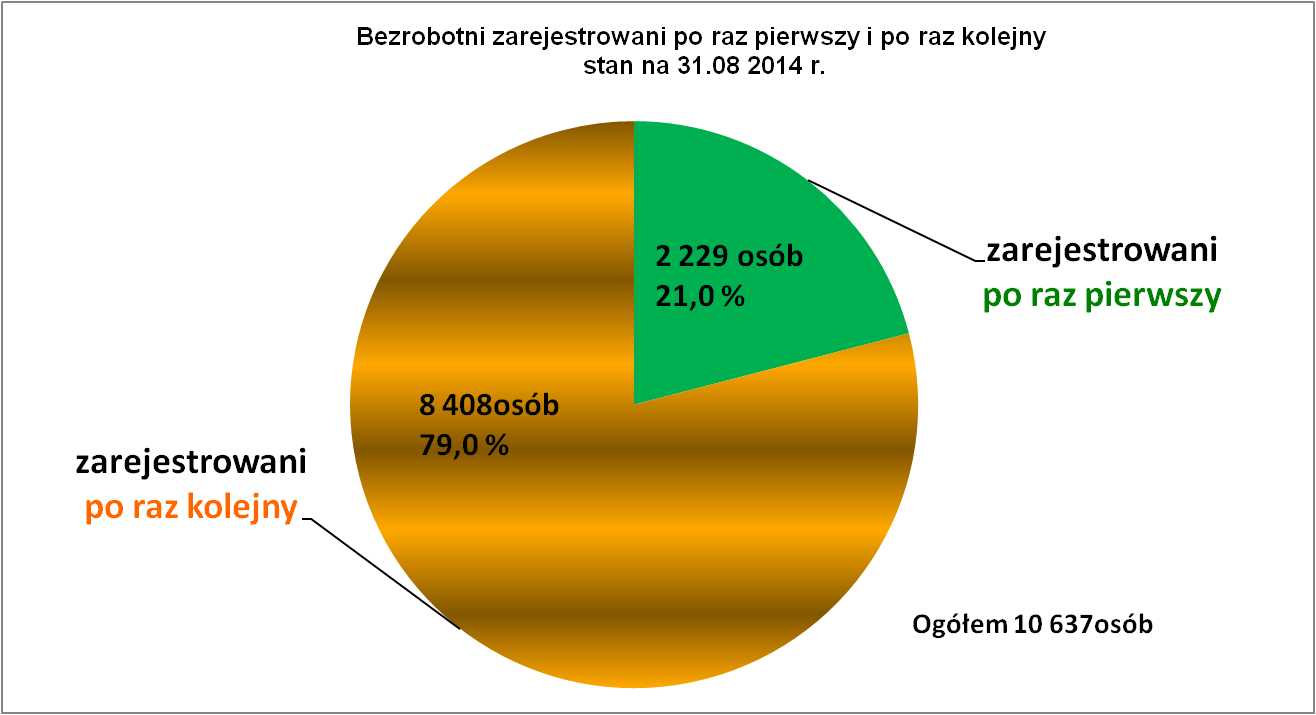 Bezrobotni zarejestrowani po raz pierwszy i po raz kolejny
stan na 31.08 2014 r.
2 229 osób
21,0 %
zarejestrowani
po raz pierwszy
8 408osób
79,0 %
zarejestrowani
po raz kolejny
Ogółem 10 637osób